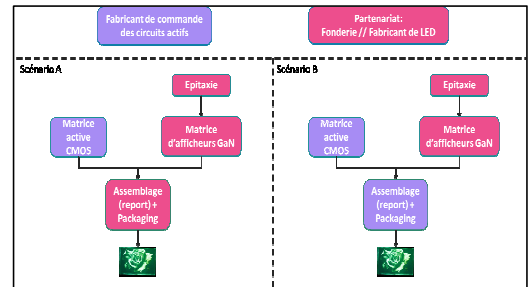 Fabricant de commande
des circuits actifs
Partenariat:
Fonderie // Fabricant de LED
Scénario A
Epitaxie
Matrice
active
CMOS
Matrice
d'afficheurs GaN
Assemblage
(report) +
Packaging
Scénario B
Epitaxie
Matrice
active
CMOS
Matrice
d'afficheurs GaN
Assemblage
(report) +
Packaging